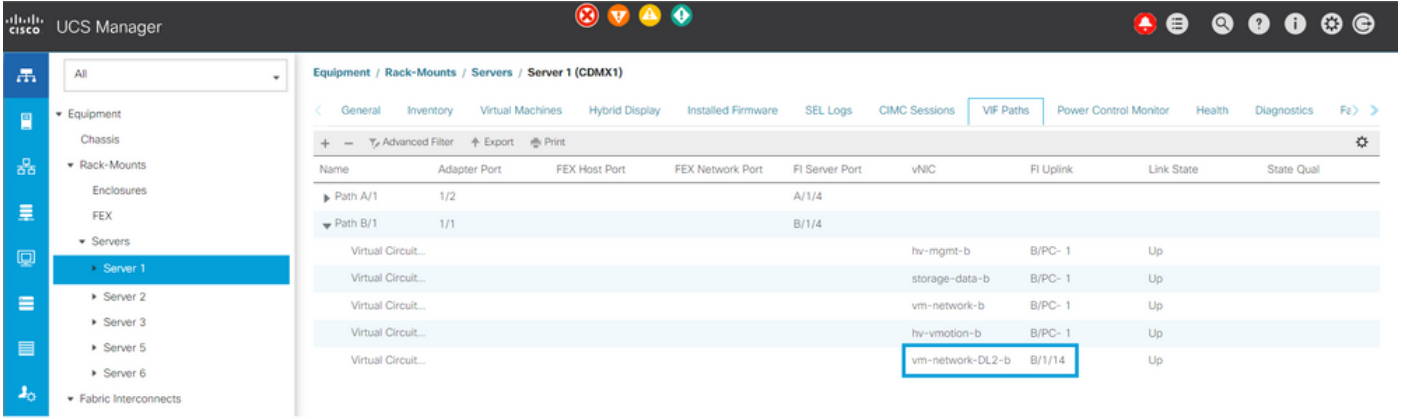 cisco UCS Manager
All
Equipment
Chassis
Rack-Mounts
Enclosures
FEX
Servers
Server 1
Server 2
Server 3
Server 5
Server 6
Fabric Interconnects
Equipment / Rack-Mounts / Servers / Server 1 (CDMX1)
General Inventory Virtual Machines Hybrid Display Installed Firmware SEL Logs CIMC Sessions VIF Paths Power Control Monitor Health Diagnostics
+ − Advanced Filter Export Print
Name Adapter Port FEX Host Port FEX Network Port FI Server Port vNIC FI Uplink Link State State Qual
Path A/1 1/2 A/1/4
Path B/1 1/1 B/1/4
Virtual Circuit... hv-mgmt-b B/PC- 1 Up
Virtual Circuit... storage-data-b B/PC- 1 Up
Virtual Circuit... vm-network-b B/PC- 1 Up
Virtual Circuit... hv-vmotion-b B/PC- 1 Up
Virtual Circuit... vm-network-DL2-b B/1/14 Up